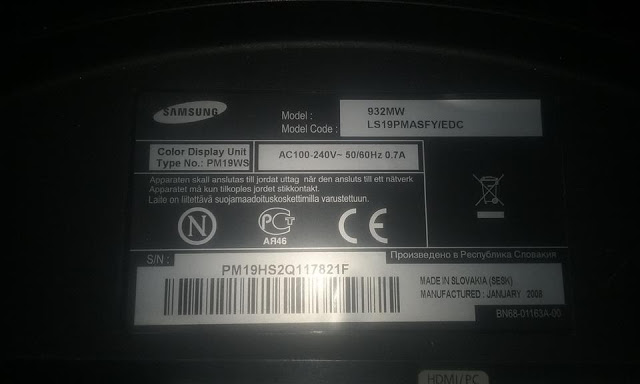 SAMSUNG
Model : 932MW
Model Code : LS19PMASFY/EDC
Color Display Unit
Type No.: PM19WS
AC100-240V~ 50/60Hz 0.7A
Apparaten skall anslutas till jordat uttag när den ansluts till ett nätverk.
Apparatet må kun tilkoples jordet stikkontakt.
Laite on liitettävä suojamaadoituskoskettimilla varustettuun.
N
PCT
АЯ46
CE
S/N :
PM19HS2Q117821F
Произведено в Республика Словакия
MADE IN SLOVAKIA (SESK)
MANUFACTURED : JANUARY 2008
BN68-01163A-00
HDMI/PC